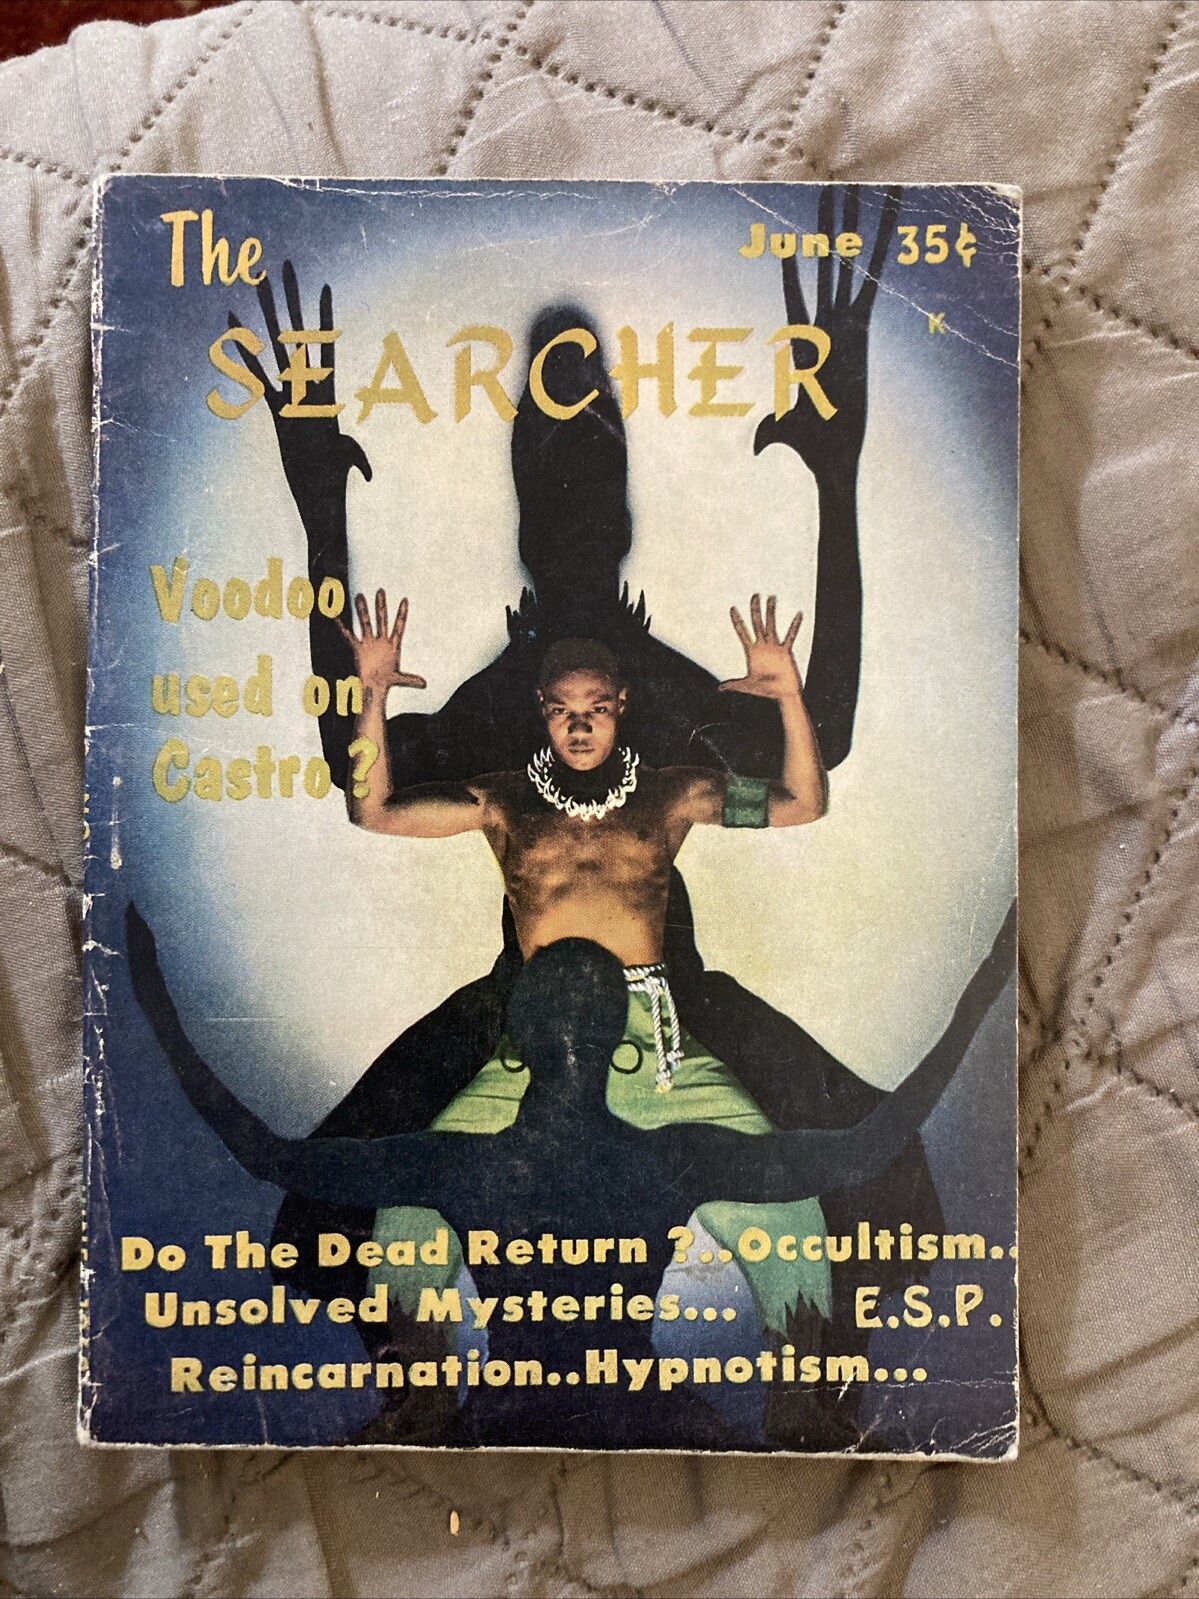 The
June 35¢
K
SEARCHER
Voodoo
used on
Castro?
Do The Dead Return ?..Occultism..
Unsolved Mysteries... E.S.P.
Reincarnation..Hypnotism...